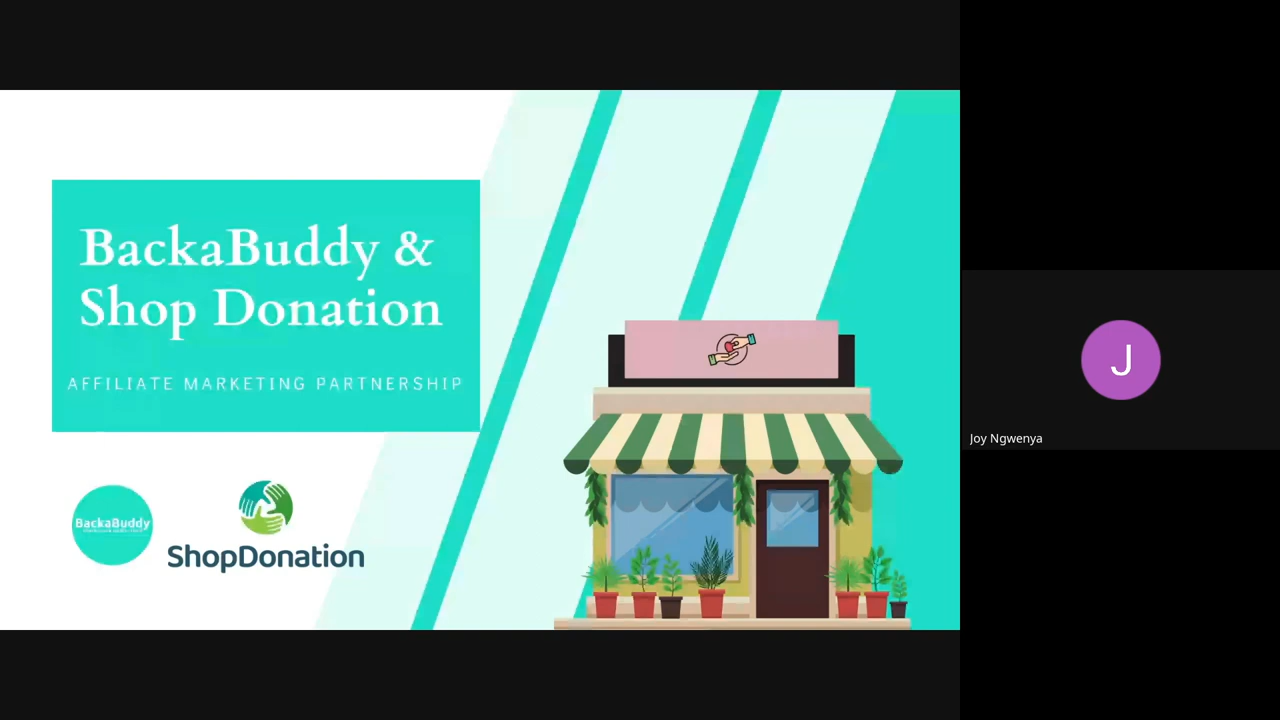 BackaBuddy &
Shop Donation
AFFILIATE MARKETING PARTNERSHIP
BackaBuddy
ShopDonation
J
Joy Ngwenya